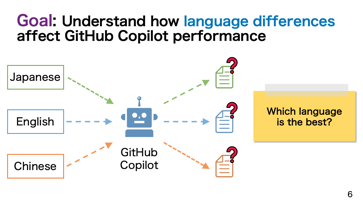 Goal: Understand how language differences
affect GitHub Copilot performance
Japanese
English
Chinese
GitHub
Copilot
?
?
?
Which language
is the best?
6